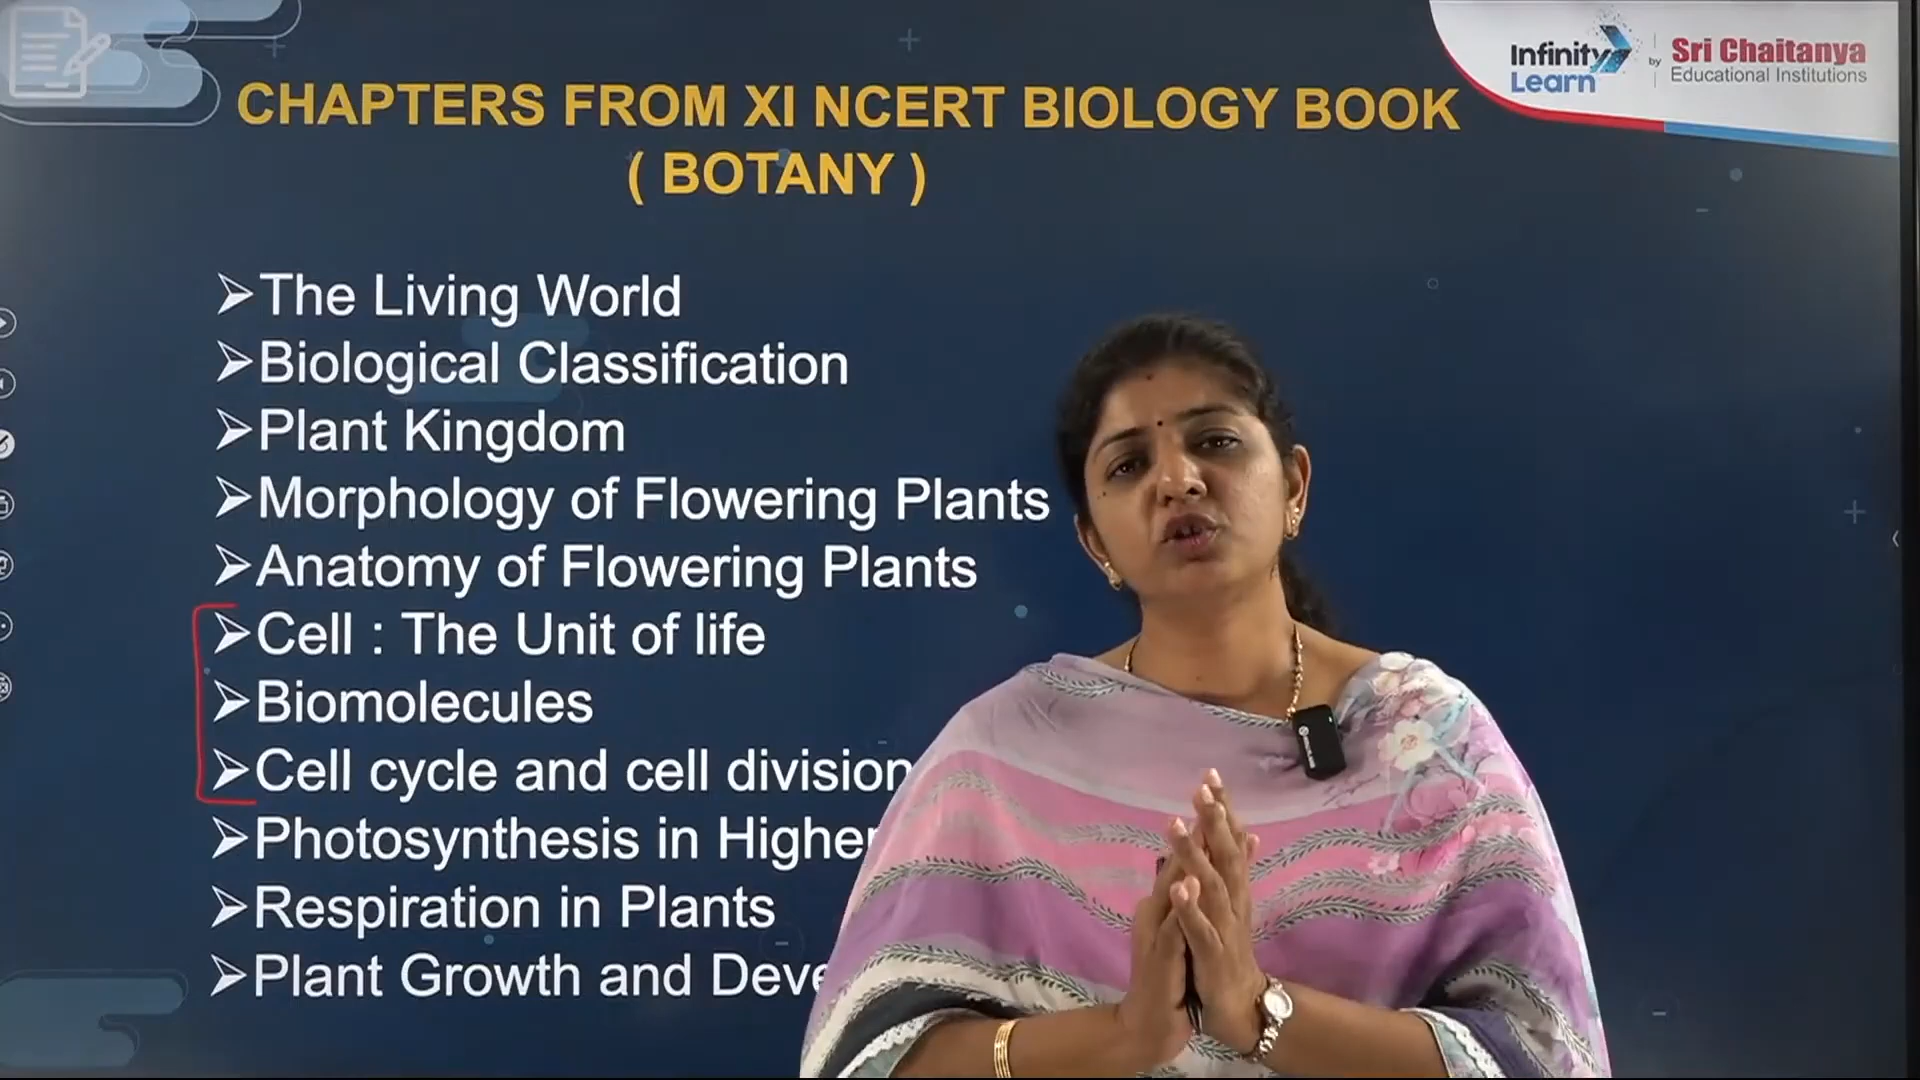 Infinity Learn by Sri Chaitanya Educational Institutions
CHAPTERS FROM XI NCERT BIOLOGY BOOK
( BOTANY )
➢The Living World
➢Biological Classification
➢Plant Kingdom
➢Morphology of Flowering Plants
➢Anatomy of Flowering Plants
➢Cell : The Unit of life
➢Biomolecules
➢Cell cycle and cell division
➢Photosynthesis in Higher
➢Respiration in Plants
➢Plant Growth and Deve